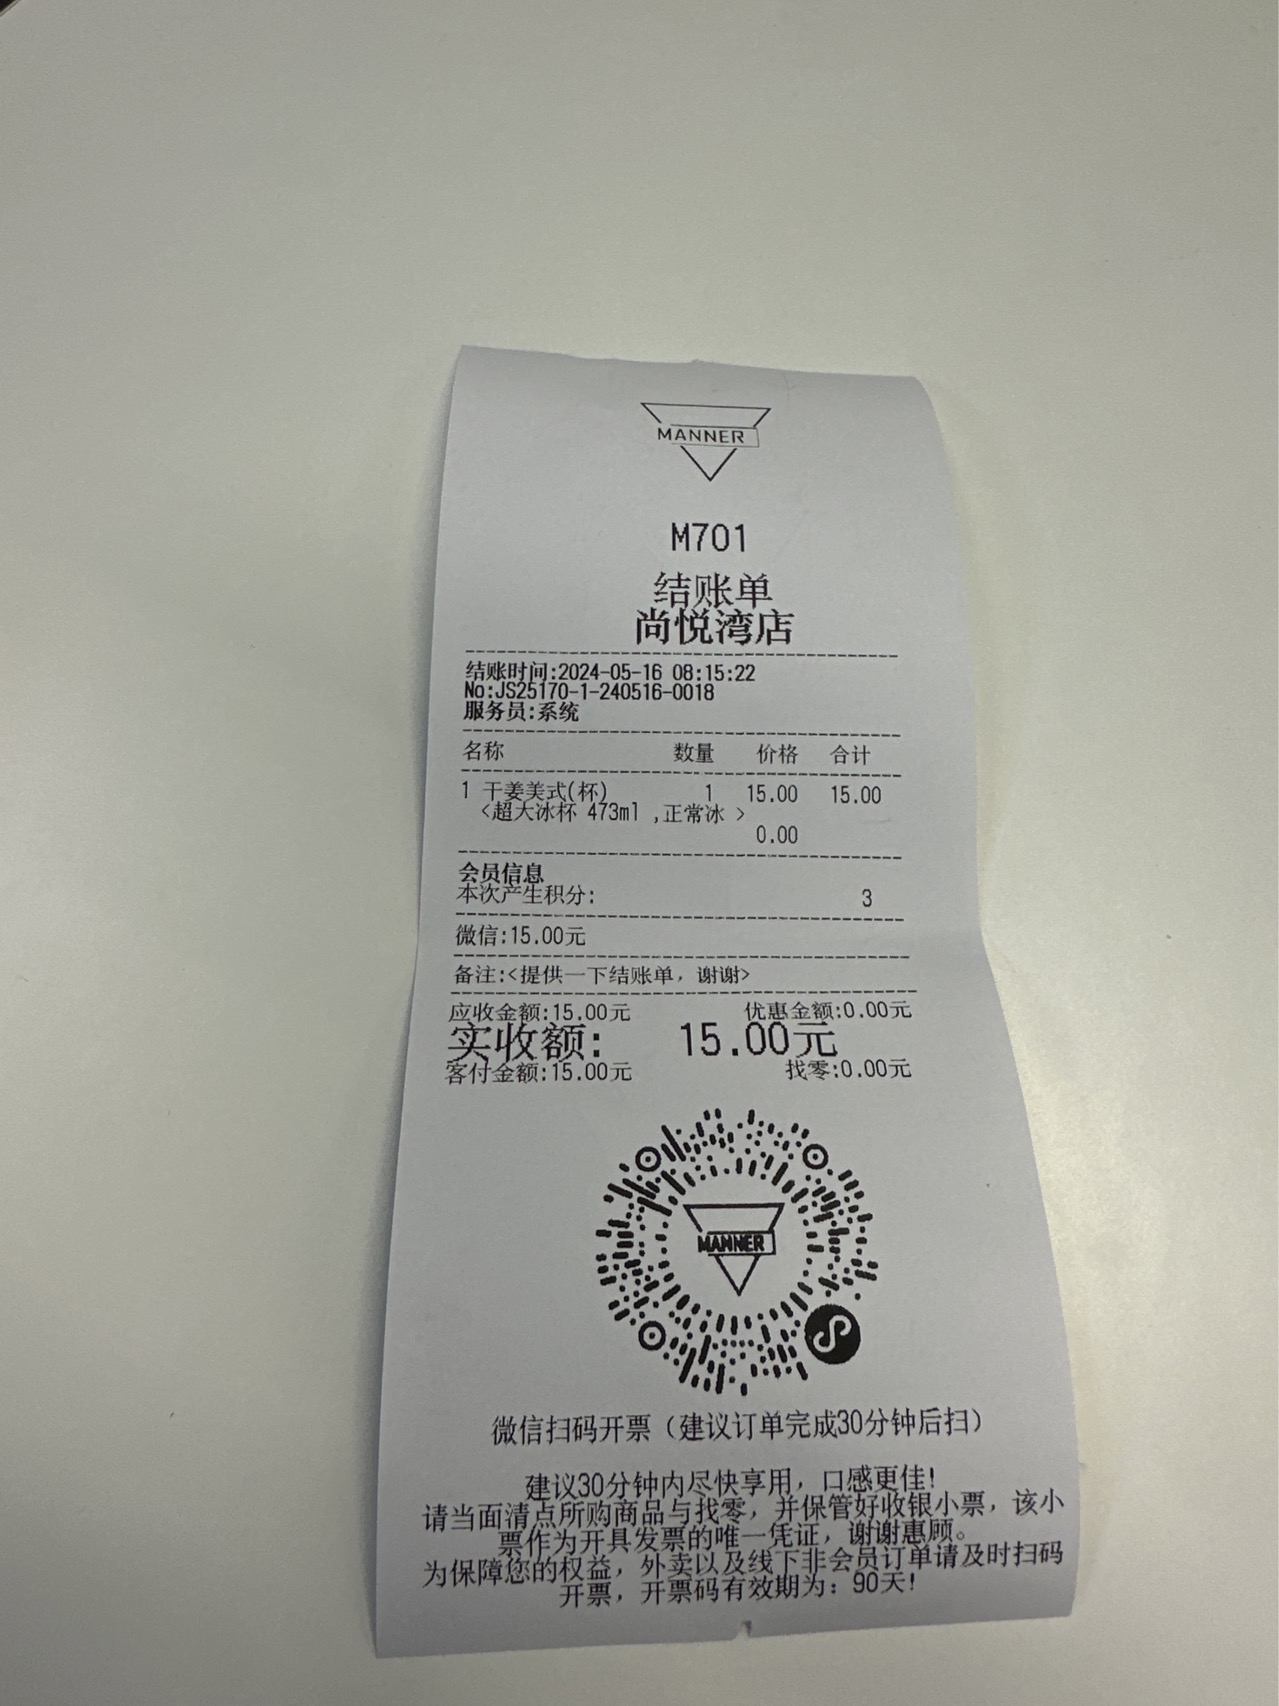 MANNER
M701
结账单
尚悦湾店
结账时间:2024-05-16 08:15:22
No:JS25170-1-240516-0018
服务员:系统
名称 数量 价格 合计
1 干姜美式(杯) 1 15.00 15.00
<超大冰杯 473ml ,正常冰 >
0.00
会员信息
本次产生积分: 3
微信:15.00元
备注:<提供一下结账单，谢谢>
应收金额:15.00元 优惠金额:0.00元
实收额: 15.00元
客付金额:15.00元 找零:0.00元
MANNER
微信扫码开票（建议订单完成30分钟后扫）
建议30分钟内尽快享用，口感更佳!
请当面清点所购商品与找零，并保管好收银小票，该小
票作为开具发票的唯一凭证，谢谢惠顾。
为保障您的权益，外卖以及线下非会员订单请及时扫码
开票，开票码有效期为：90天!